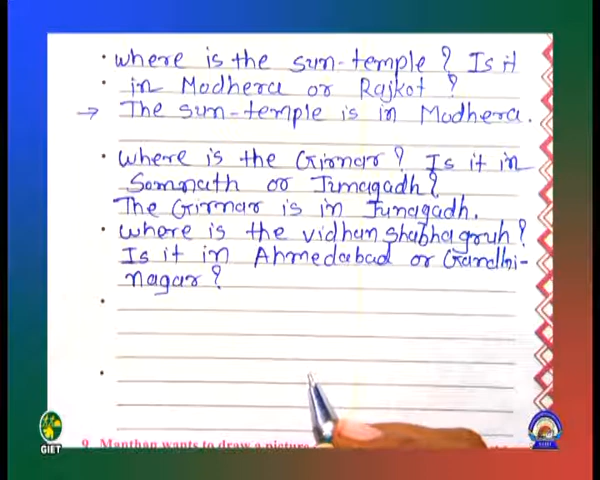 · where is the sun-temple ? Is it
· in Modhera or Rajkot ?
→ The sun-temple is in Modhera.
· where is the Girnar ? Is it in
Somnath or Junagadh ?
The Girnar is in Junagadh.
· where is the vidhan shabhagruh ?
Is it in Ahmedabad or Gandhi-
nagar ?
9. Manthan wants to draw a picture
GIET